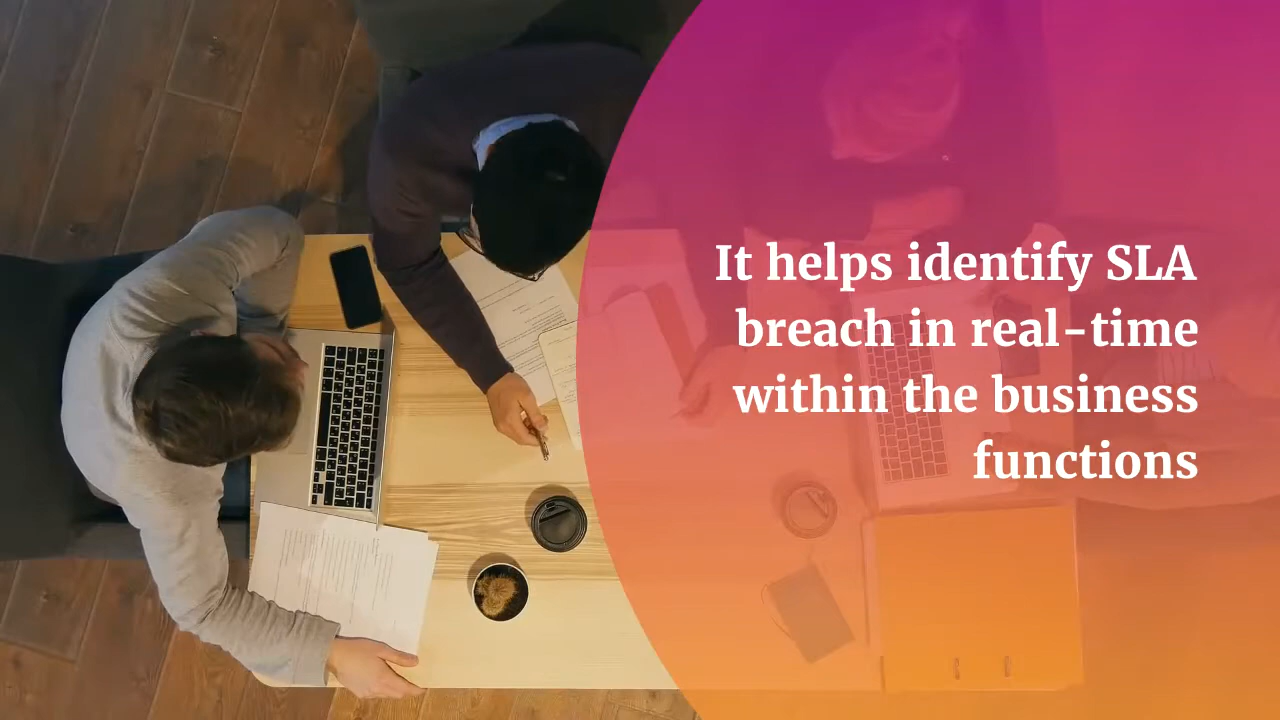 It helps identify SLA
breach in real-time
within the business
functions